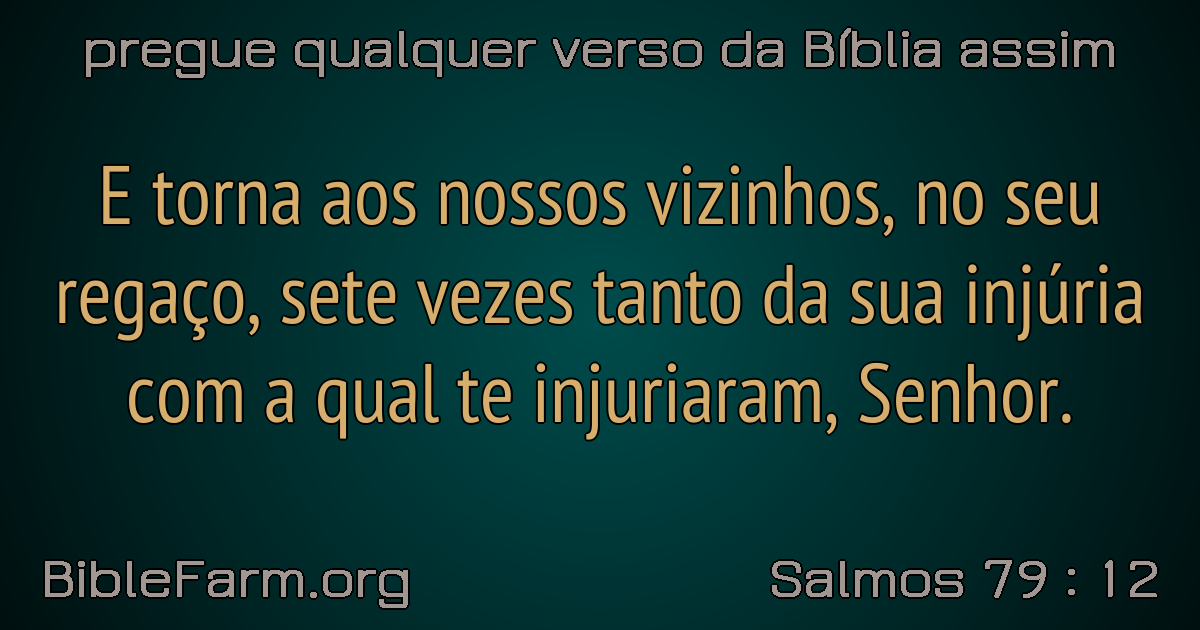 pregue qualquer verso da Bíblia assim
E torna aos nossos vizinhos, no seu
regaço, sete vezes tanto da sua injúria
com a qual te injuriaram, Senhor.
BibleFarm.org
Salmos 79 : 12